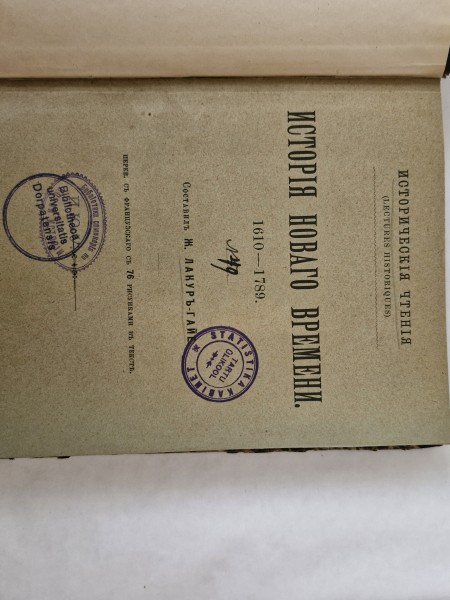 ИСТОРИЧЕСКІЯ ЧТЕНІЯ
(LECTURES HISTORIQUES).
ИСТОРІЯ НОВАГО ВРЕМЕНИ.
1610—1789.
Составилъ Ж. ЛАКУРЪ-ГАЙЕ
ПЕРЕВ. СЪ ФРАНЦУЗСКАГО СЪ 76 РИСУНКАМИ ВЪ ТЕКСТѢ.
STATISTIKA KABINET
TARTU
ÜLIKOOL
Bibliotheca
universitatis
Dorpatensis